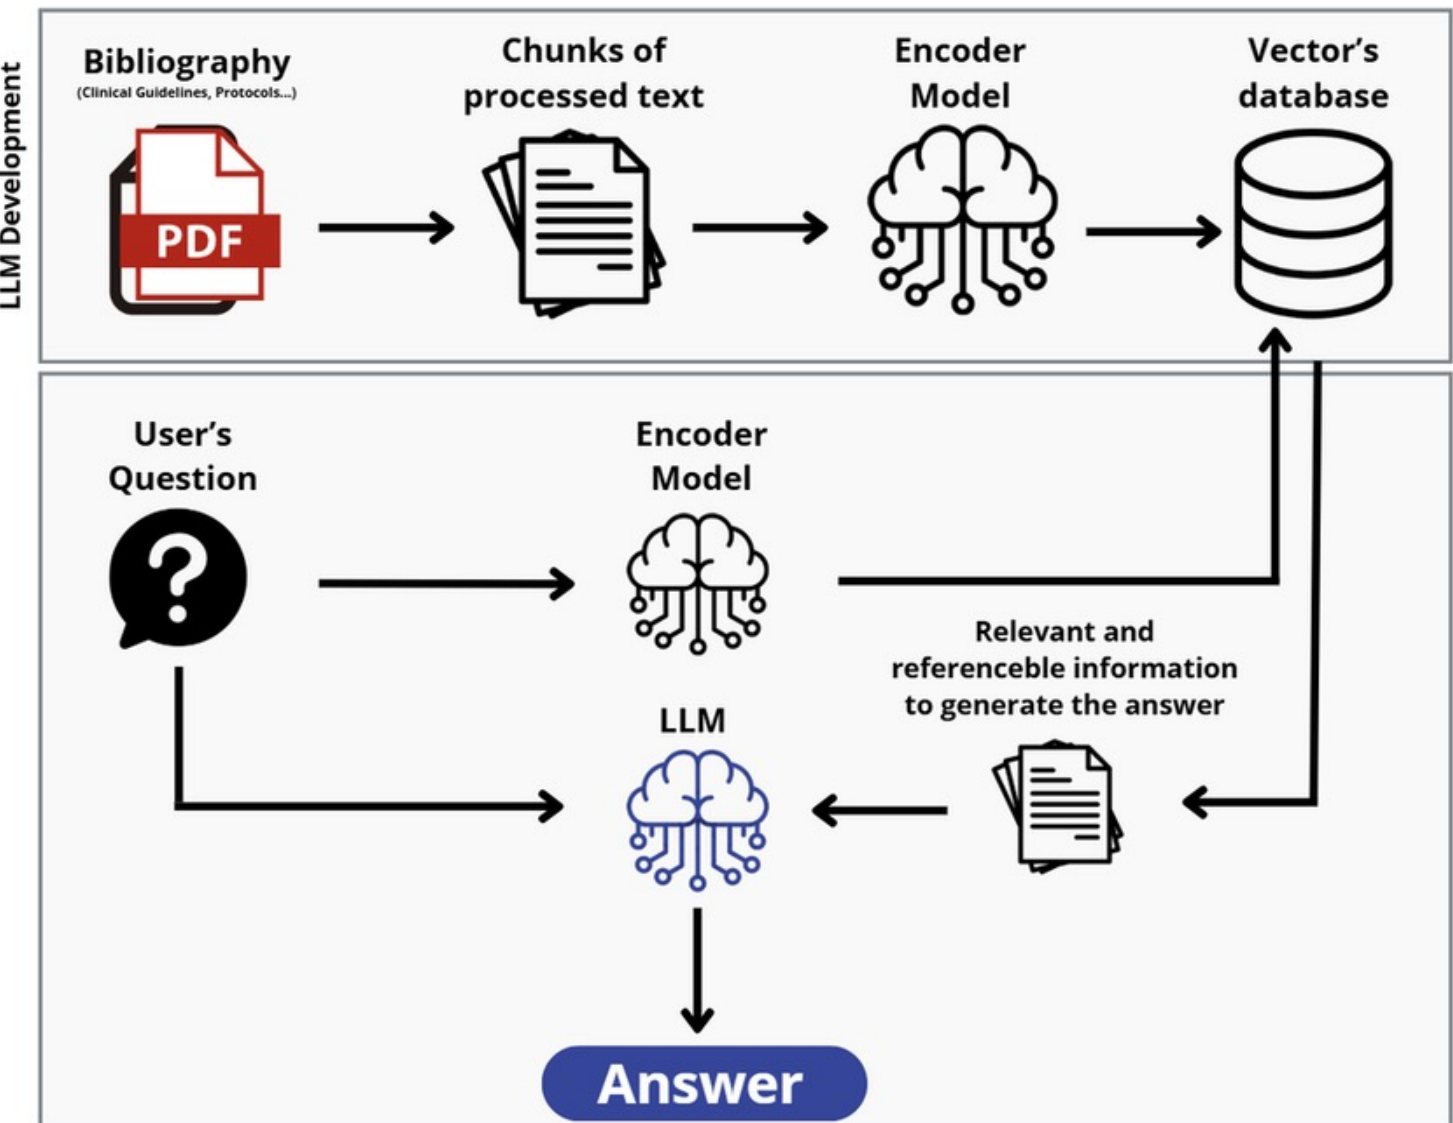 LLM Development
Bibliography
(Clinical Guidelines, Protocols...)
PDF
Chunks of
processed text
Encoder
Model
Vector’s
database
User’s
Question
?
Encoder
Model
Relevant and
referenceble information
to generate the answer
LLM
Answer